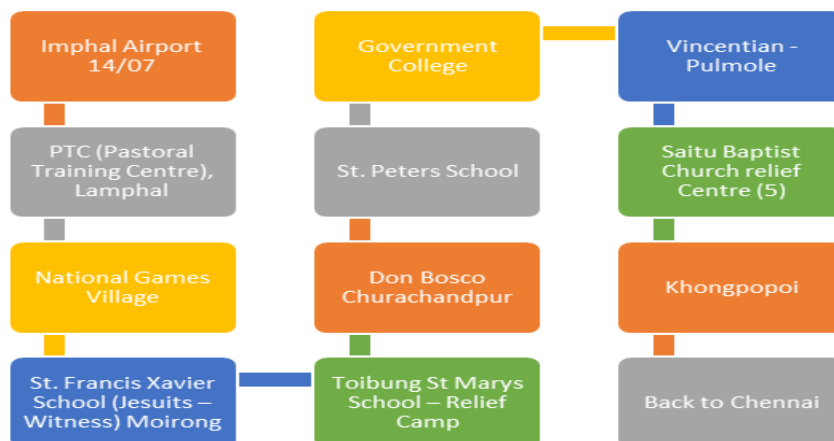 Imphal Airport
14/07
PTC (Pastoral
Training Centre),
Lamphal
National Games
Village
St. Francis Xavier
School (Jesuits –
Witness) Moirong
Toibung St Marys
School – Relief
Camp
Don Bosco
Churachandpur
St. Peters School
Government
College
Vincentian -
Pulmole
Saitu Baptist
Church relief
Centre (5)
Khongpopoi
Back to Chennai